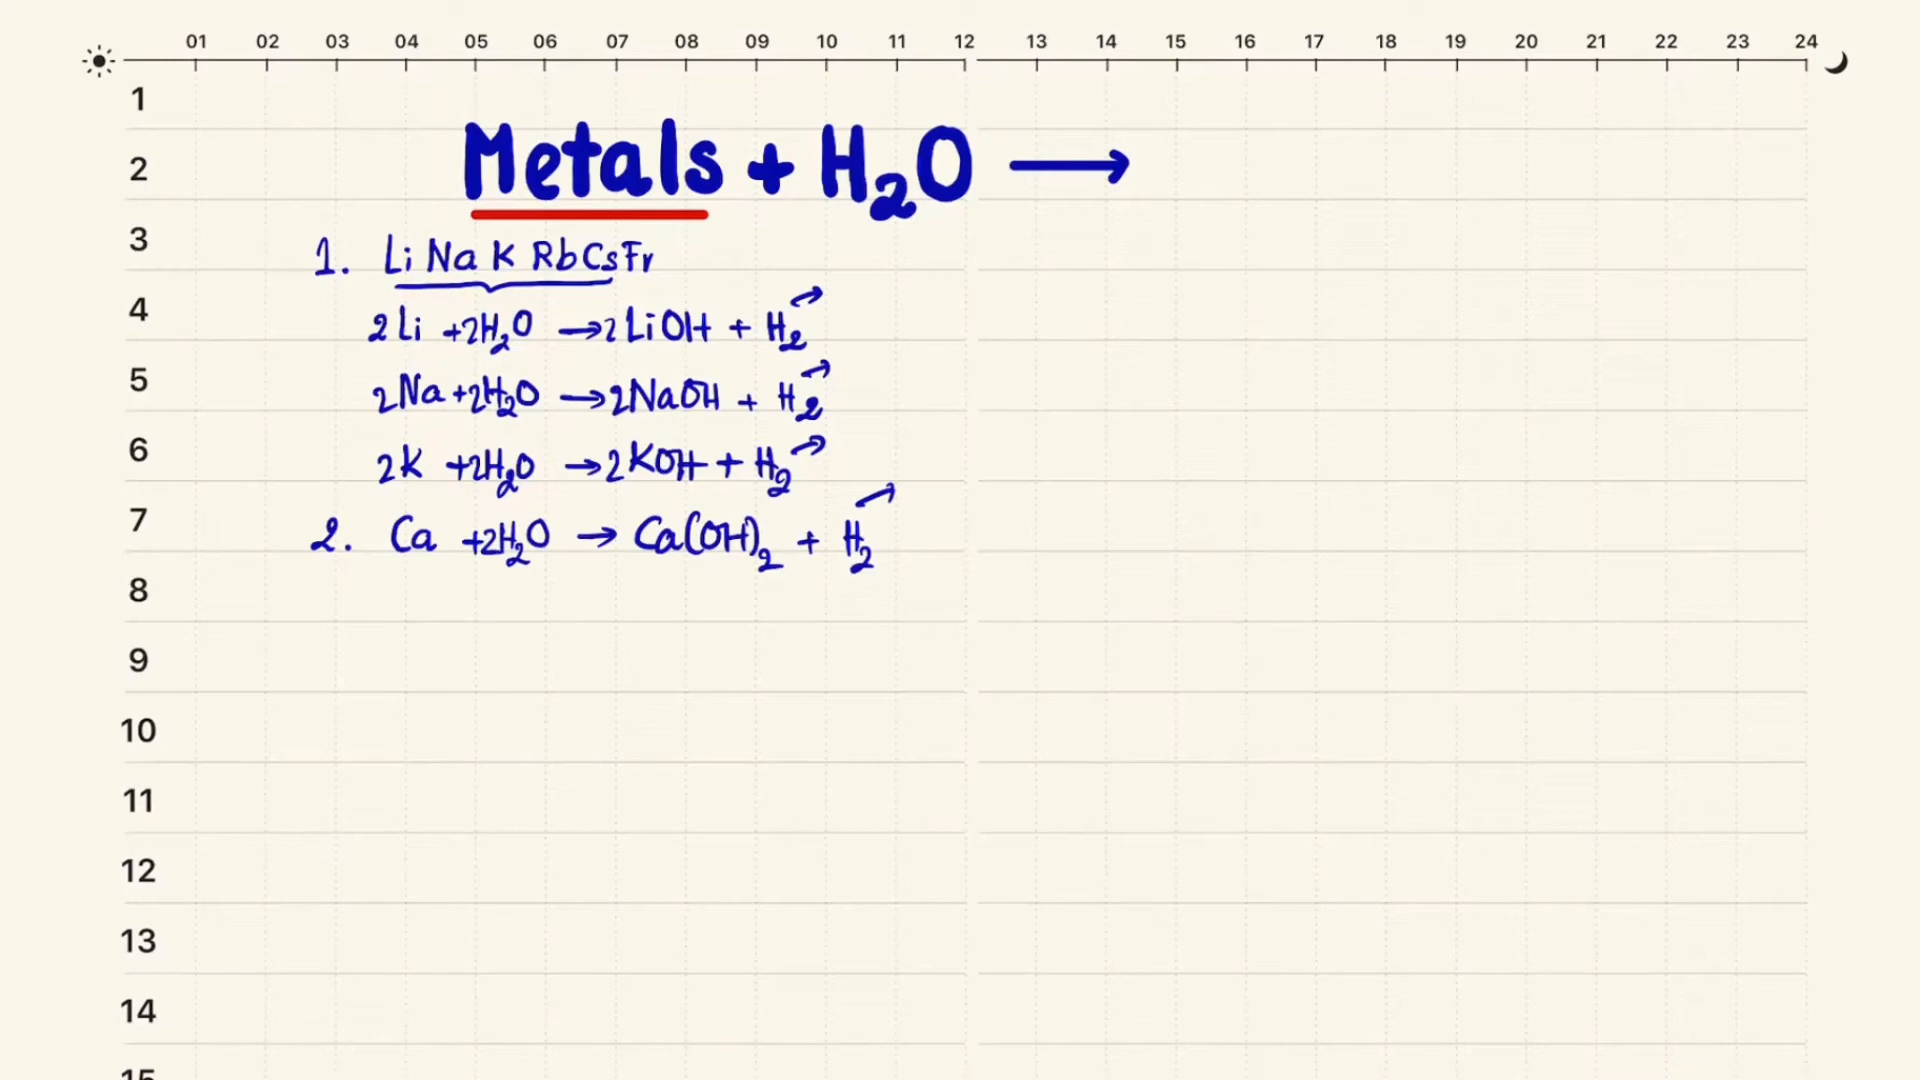 01 02 03 04 05 06 07 08 09 10 11 12 13 14 15 16 17 18 19 20 21 22 23 24
1
2 Metals + H₂O ⟶
3 1. Li Na K Rb Cs Fr
4 2Li + 2H₂O → 2LiOH + H₂↗
5 2Na + 2H₂O → 2NaOH + H₂↗
6 2K + 2H₂O → 2KOH + H₂↗
7 2. Ca + 2H₂O → Ca(OH)₂ + H₂↗
8
9
10
11
12
13
14
15